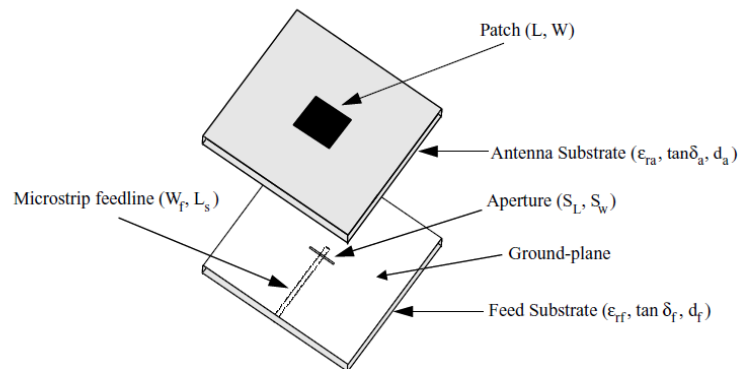 Patch (L, W)
Antenna Substrate (εra, tanδa, da)
Microstrip feedline (Wf, Ls)
Aperture (SL, Sw)
Ground-plane
Feed Substrate (εrf, tan δf, df)